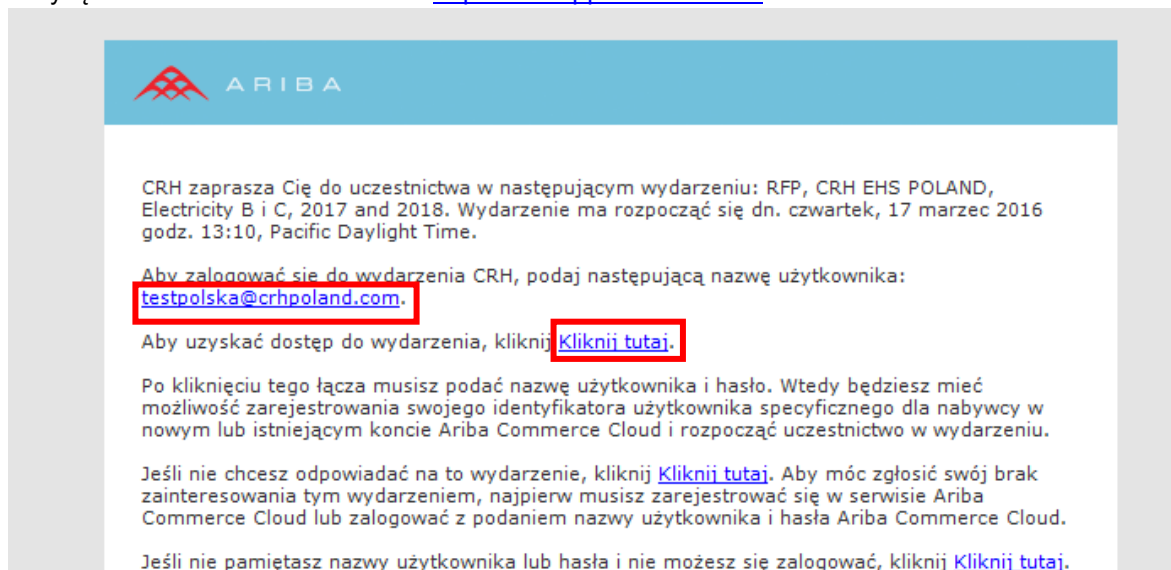 ARIBA
CRH zaprasza Cię do uczestnictwa w następującym wydarzeniu: RFP, CRH EHS POLAND,
Electricity B i C, 2017 and 2018. Wydarzenie ma rozpocząć się dn. czwartek, 17 marzec 2016
godz. 13:10, Pacific Daylight Time.
Aby zalogować się do wydarzenia CRH, podaj następującą nazwę użytkownika:
testpolska@crhpoland.com.
Aby uzyskać dostęp do wydarzenia, kliknij Kliknij tutaj.
Po kliknięciu tego łącza musisz podać nazwę użytkownika i hasło. Wtedy będziesz mieć
możliwość zarejestrowania swojego identyfikatora użytkownika specyficznego dla nabywcy w
nowym lub istniejącym koncie Ariba Commerce Cloud i rozpocząć uczestnictwo w wydarzeniu.
Jeśli nie chcesz odpowiadać na to wydarzenie, kliknij Kliknij tutaj. Aby móc zgłosić swój brak
zainteresowania tym wydarzeniem, najpierw musisz zarejestrować się w serwisie Ariba
Commerce Cloud lub zalogować z podaniem nazwy użytkownika i hasła Ariba Commerce Cloud.
Jeśli nie pamiętasz nazwy użytkownika lub hasła i nie możesz się zalogować, kliknij Kliknij tutaj.